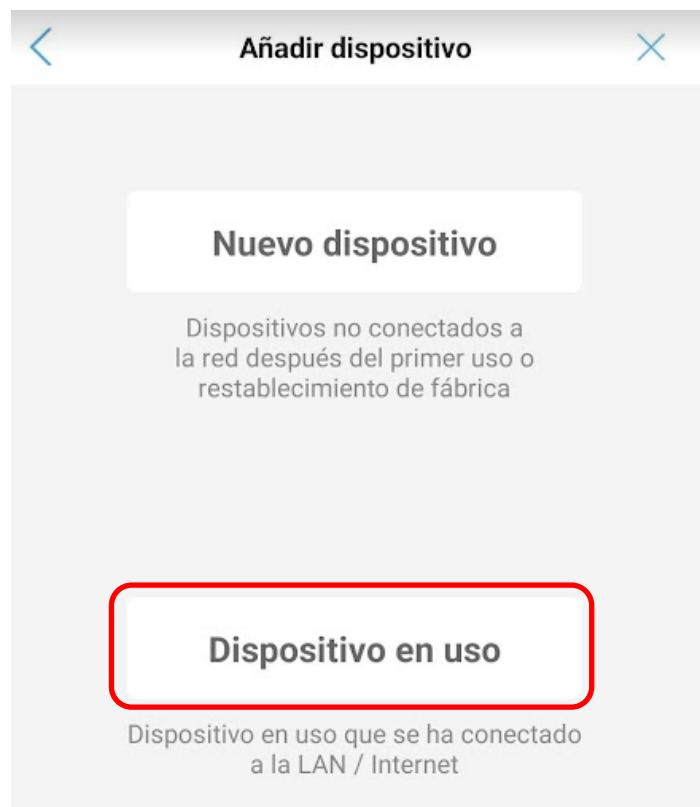 Añadir dispositivo
Nuevo dispositivo
Dispositivos no conectados a
la red después del primer uso o
restablecimiento de fábrica
Dispositivo en uso
Dispositivo en uso que se ha conectado
a la LAN / Internet